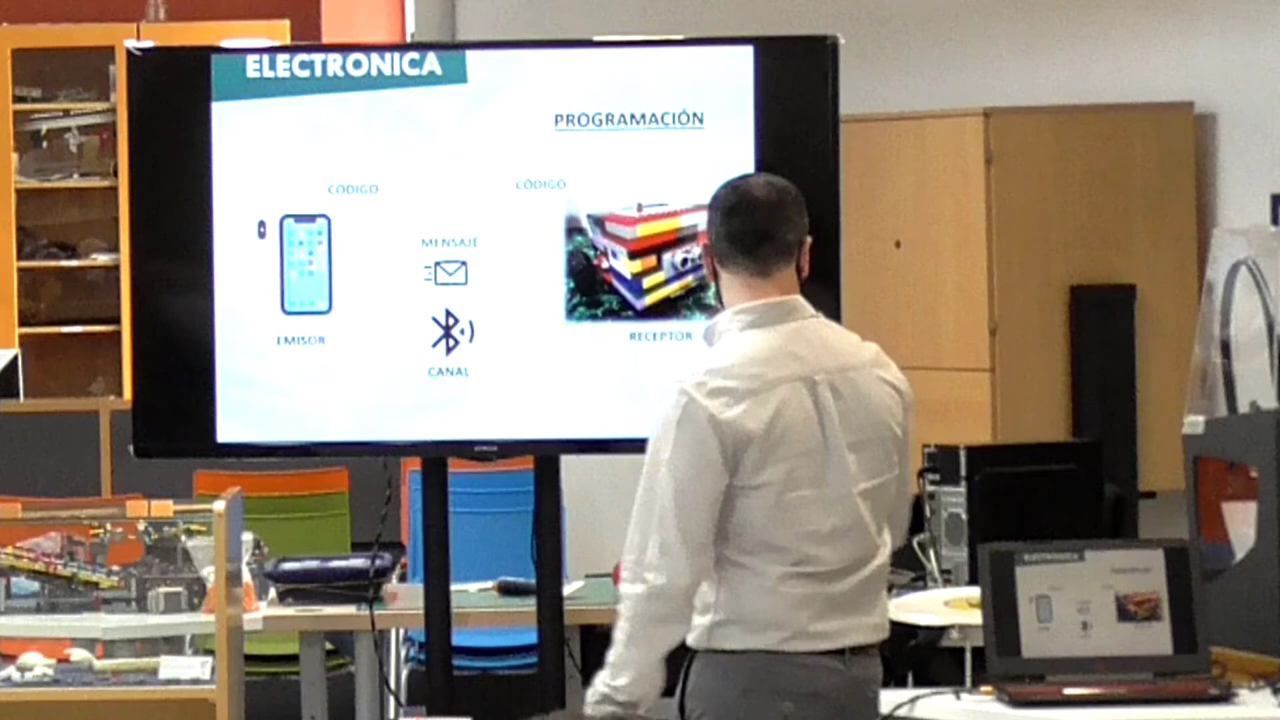 ELECTRONICA
PROGRAMACIÓN
CÓDIGO
CÓDIGO
MENSAJE
EMISOR
RECEPTOR
CANAL